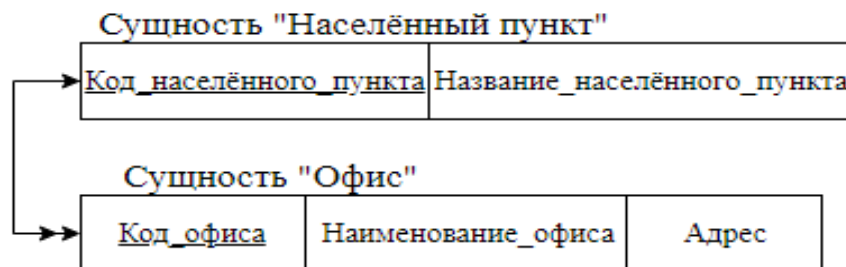 Сущность "Населённый пункт"
Код_населённого_пункта Название_населённого_пункта
Сущность "Офис"
Код_офиса Наименование_офиса Адрес